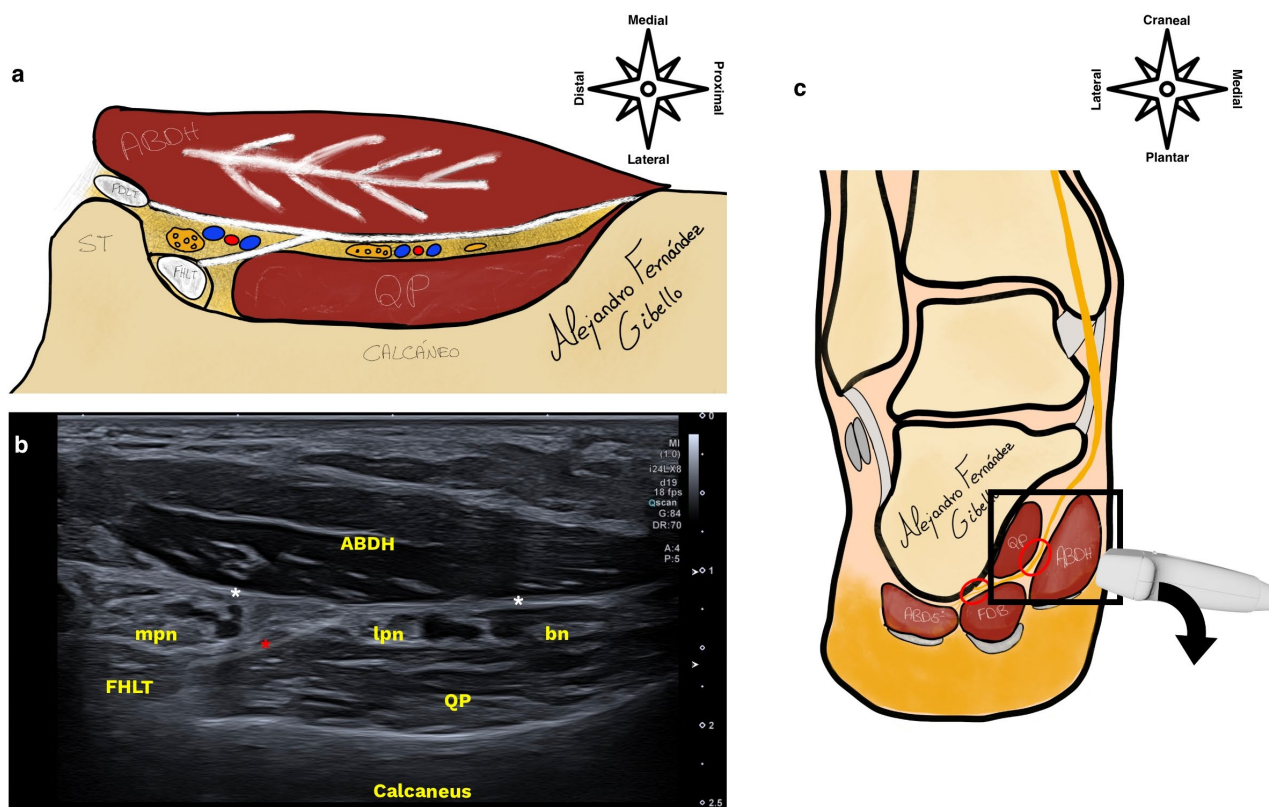 a
Medial
Distal
Proximal
Lateral
ABDH
FDLT
ST
FHLT
QP
CALCÁNEO
Alejandro Fernández
Gibello
b
0
MI
(1.0)
i24LX8
d19
18 fps
Qscan
G:84
DR:70
A:4
P:5
1
2
2.5
ABDH
*
*
mpn
lpn
bn
*
FHLT
QP
Calcaneus
c
Craneal
Lateral
Medial
Plantar
Alejandro Fernández
Gibello
QP
ABDH
ABD5º
FDB